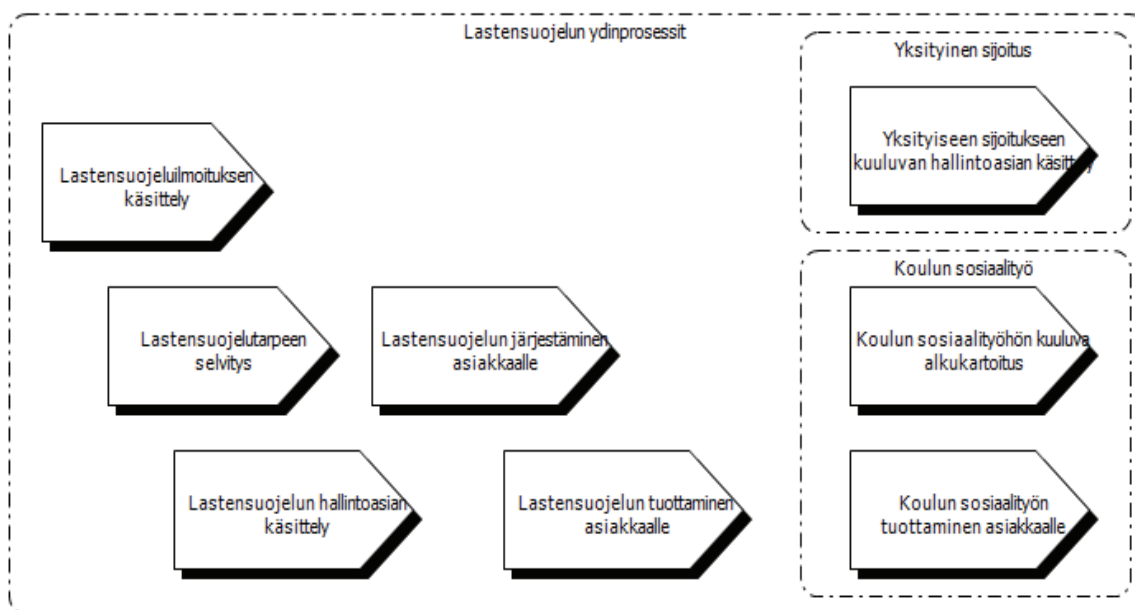 Lastensuojelun ydinprosessit
Yksityinen sijoitus
Yksityiseen sijoitukseen
kuuluvan hallintoasian käsittely
Lastensuojeluilmoituksen
käsittely
Koulun sosiaalityö
Lastensuojelutarpeen
selvitys
Lastensuojelun järjestäminen
asiakkaalle
Koulun sosiaalityöhön kuuluva
alkukartoitus
Lastensuojelun hallintoasian
käsittely
Lastensuojelun tuottaminen
asiakkaalle
Koulun sosiaalityön
tuottaminen asiakkaalle